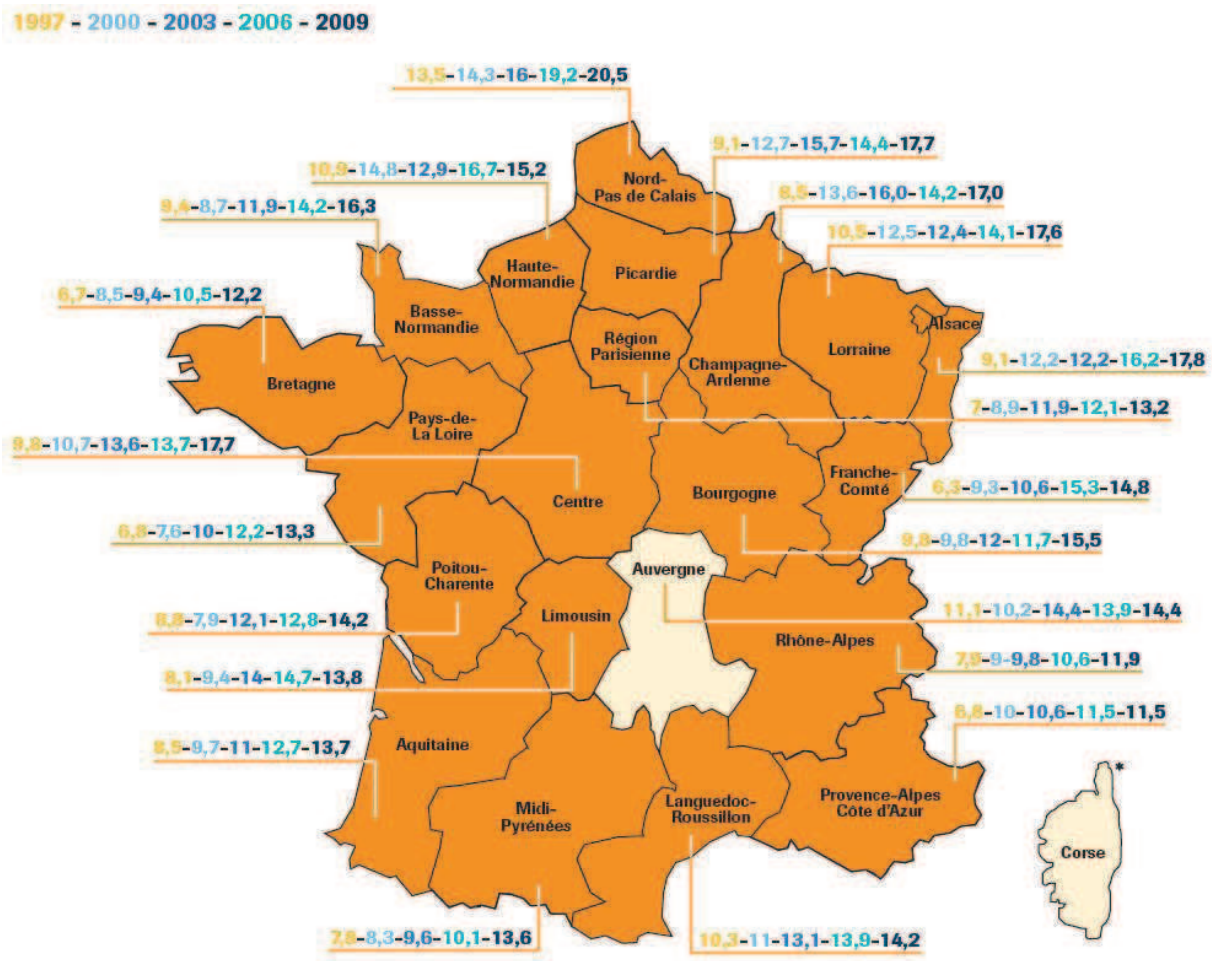 1997 - 2000 - 2003 - 2006 - 2009
13,5-14,3-16-19,2-20,5
9,1-12,7-15,7-14,4-17,7
10,9-14,8-12,9-16,7-15,2
Nord-
Pas de Calais
8,5-13,6-16,0-14,2-17,0
9,4-8,7-11,9-14,2-16,3
10,5-12,5-12,4-14,1-17,6
Haute-
Normandie
Picardie
6,7-8,5-9,4-10,5-12,2
Basse-
Normandie
Région
Parisienne
Alsace
Lorraine
Champagne-
Ardenne
9,1-12,2-12,2-16,2-17,8
Bretagne
Pays-de-
La Loire
7-8,9-11,9-12,1-13,2
9,8-10,7-13,6-13,7-17,7
Centre
Bourgogne
Franche-
Comté
6,3-9,3-10,6-15,3-14,8
6,8-7,6-10-12,2-13,3
9,8-9,8-12-11,7-15,5
Poitou-
Charente
Auvergne
Limousin
11,1-10,2-14,4-13,9-14,4
8,8-7,9-12,1-12,8-14,2
Rhône-Alpes
7,9-9-9,8-10,6-11,9
8,1-9,4-14-14,7-13,8
6,8-10-10,6-11,5-11,5
Aquitaine
8,5-9,7-11-12,7-13,7
*
Midi-
Pyrénées
Languedoc-
Roussillon
Provence-Alpes
Côte d'Azur
Corse
8,3-9,6-10,1-13,6
10,3-11-13,1-13,9-14,2